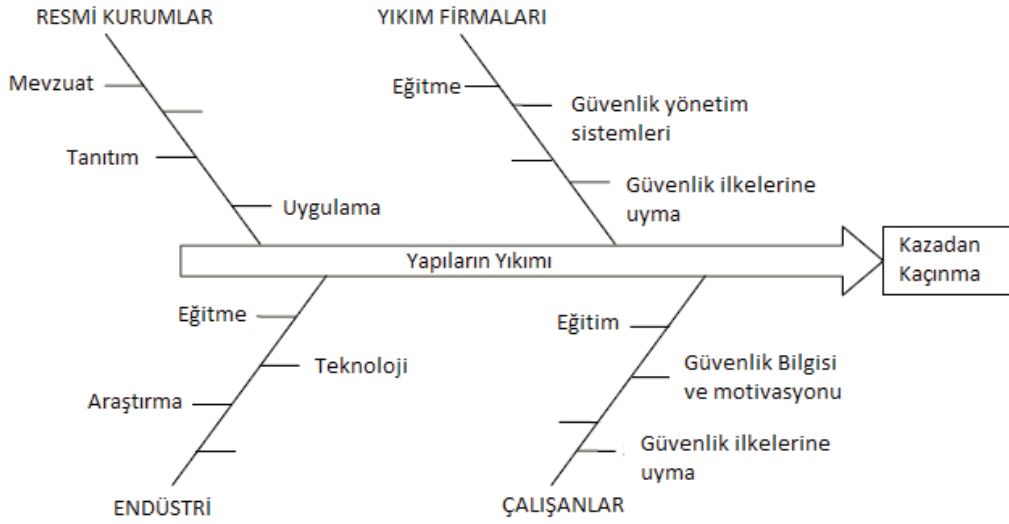 RESMİ KURUMLAR
Mevzuat
Tanıtım
Uygulama
YIKIM FİRMALARI
Eğitme
Güvenlik yönetim
sistemleri
Güvenlik ilkelerine
uyma
Yapıların Yıkımı
Kazadan
Kaçınma
Eğitme
Teknoloji
Araştırma
ENDÜSTRİ
Eğitim
Güvenlik Bilgisi
ve motivasyonu
Güvenlik ilkelerine
uyma
ÇALIŞANLAR